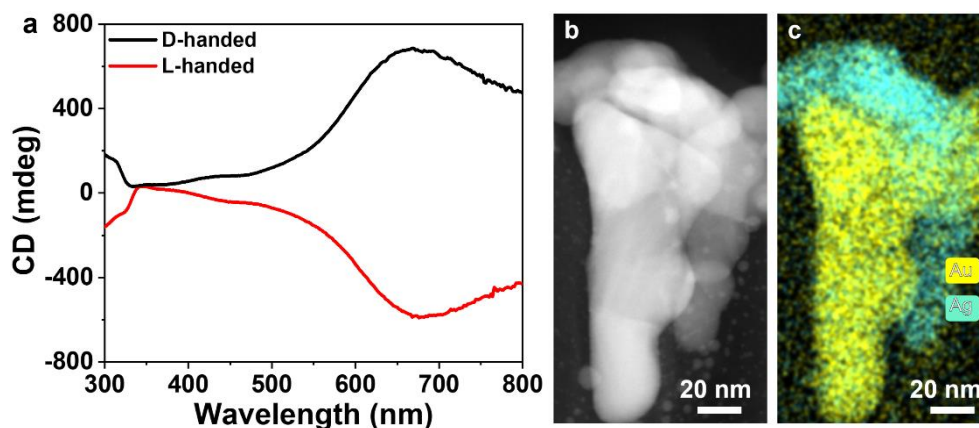 a
D-handed
L-handed
CD (mdeg)
800
400
0
-400
-800
300
400
500
600
700
800
Wavelength (nm)
b
20 nm
c
Au
Ag
20 nm